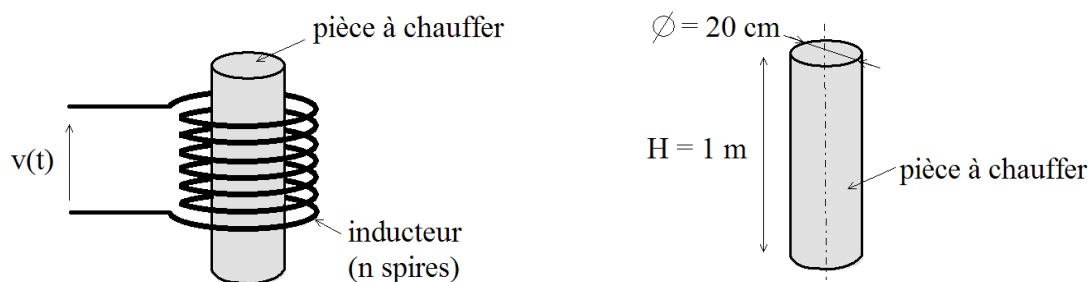 pièce à chauffer
v(t)
inducteur
(n spires)
∅ = 20 cm
H = 1 m
pièce à chauffer